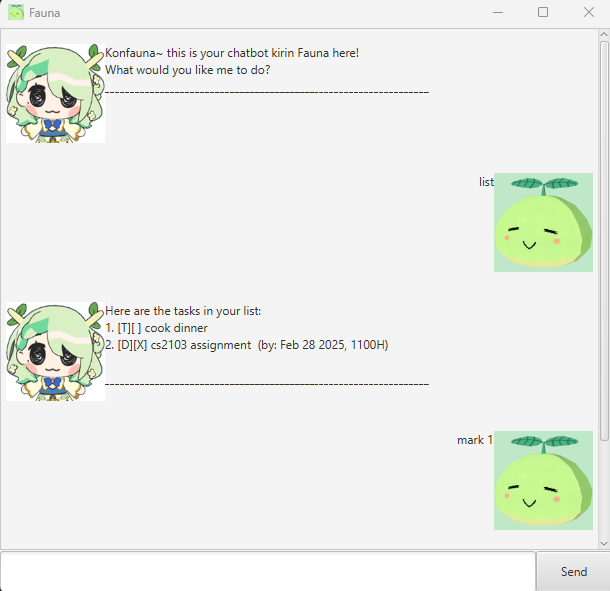 Fauna
Konfauna~ this is your chatbot kirin Fauna here!
What would you like me to do?
____________________________________________________________
list
Here are the tasks in your list:
1. [T][ ] cook dinner
2. [D][X] cs2103 assignment  (by: Feb 28 2025, 1100H)
____________________________________________________________
mark 1
Send